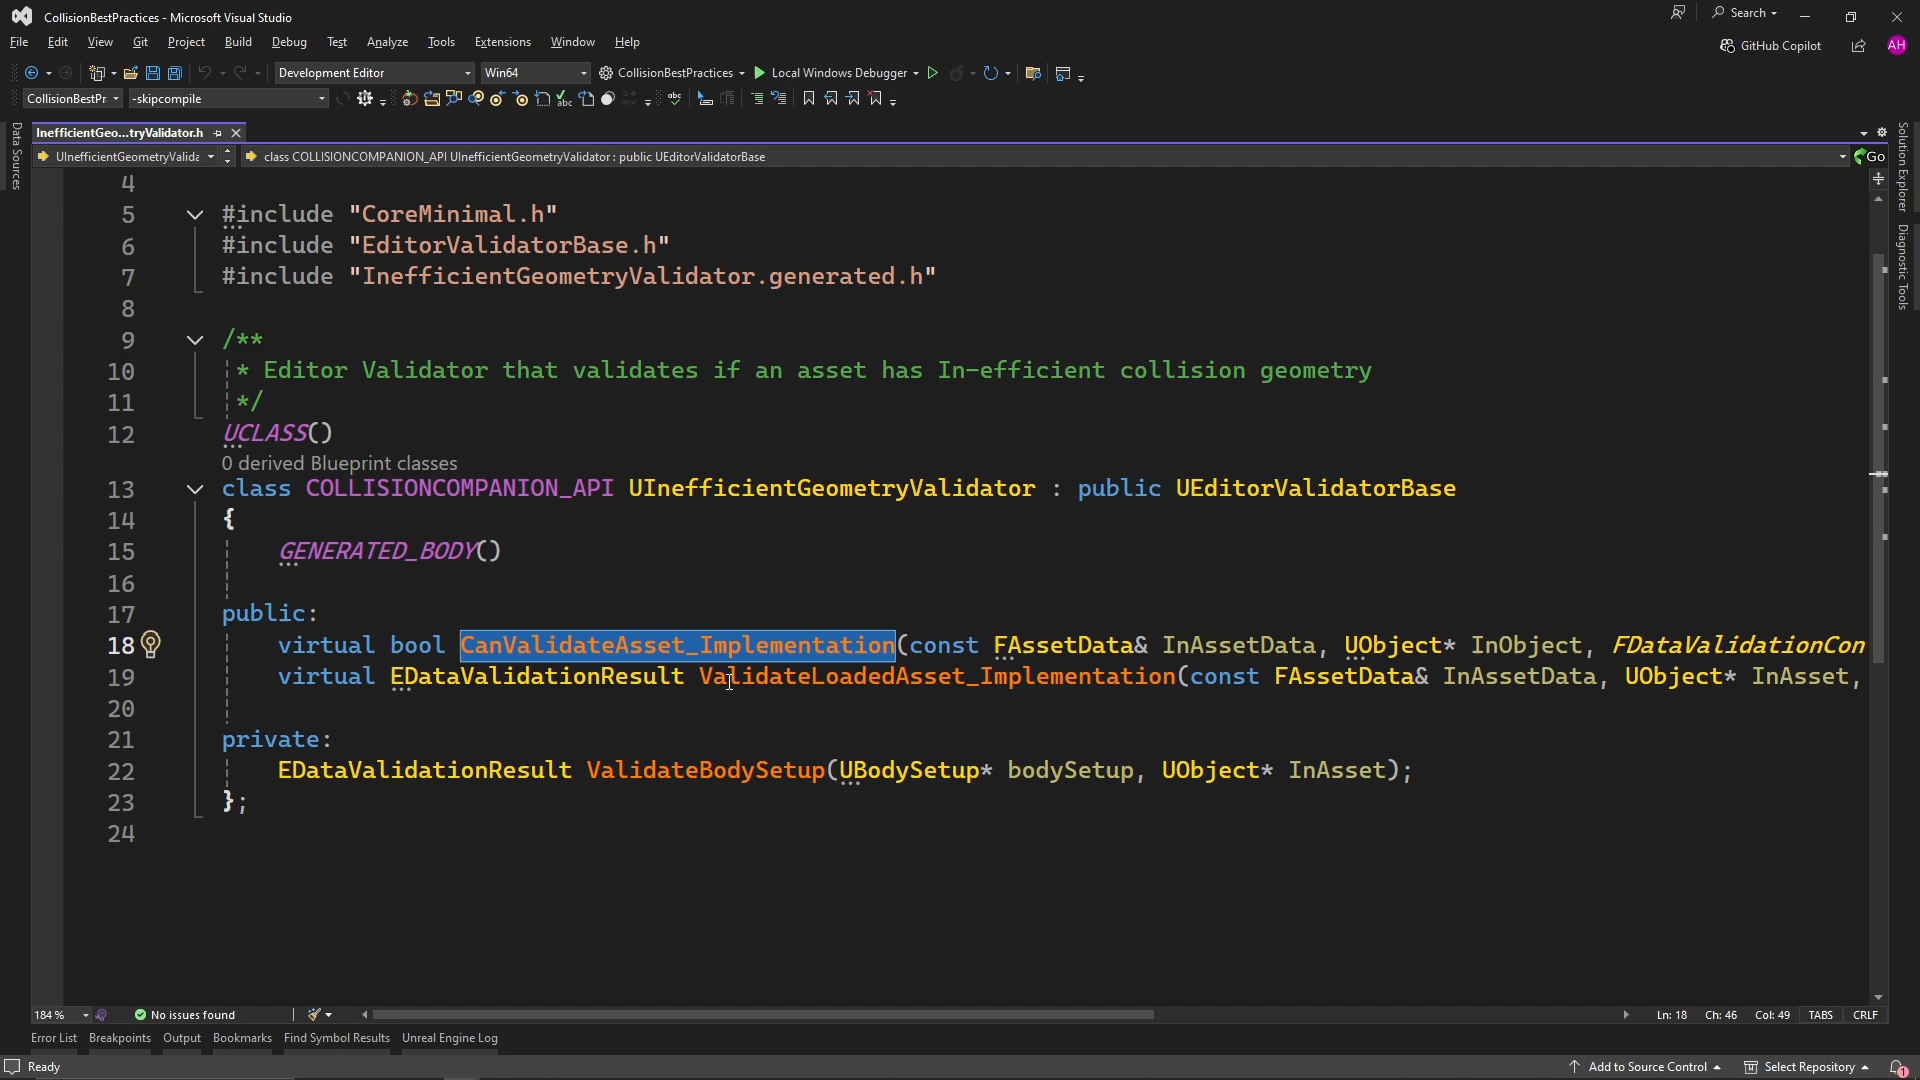 CollisionBestPractices - Microsoft Visual Studio
Search
File Edit View Git Project Build Debug Test Analyze Tools Extensions Window Help
GitHub Copilot
AH
Development Editor Win64 CollisionBestPractices Local Windows Debugger
CollisionBestPr -skipcompile
InefficientGeo...tryValidator.h
UInefficientGeometryValida class COLLISIONCOMPANION_API UInefficientGeometryValidator : public UEditorValidatorBase Go
Data Sources
Solution Explorer
Diagnostic Tools
4
5 #include "CoreMinimal.h"
6 #include "EditorValidatorBase.h"
7 #include "InefficientGeometryValidator.generated.h"
8
9 /**
10 * Editor Validator that validates if an asset has In-efficient collision geometry
11 */
12 UCLASS()
0 derived Blueprint classes
13 class COLLISIONCOMPANION_API UInefficientGeometryValidator : public UEditorValidatorBase
14 {
15 GENERATED_BODY()
16
17 public:
18 virtual bool CanValidateAsset_Implementation(const FAssetData& InAssetData, UObject* InObject, FDataValidationCon
19 virtual EDataValidationResult ValidateLoadedAsset_Implementation(const FAssetData& InAssetData, UObject* InAsset,
20
21 private:
22 EDataValidationResult ValidateBodySetup(UBodySetup* bodySetup, UObject* InAsset);
23 };
24
184 % No issues found Ln: 18 Ch: 46 Col: 49 TABS CRLF
Error List Breakpoints Output Bookmarks Find Symbol Results Unreal Engine Log
Ready Add to Source Control Select Repository 1